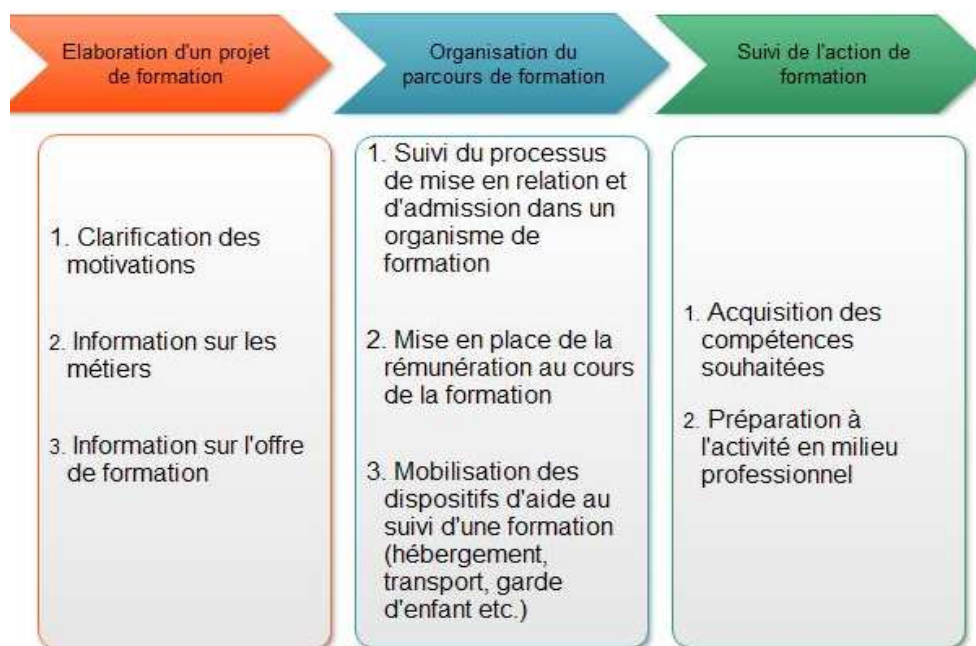 Elaboration d'un projet
de formation
Organisation du
parcours de formation
Suivi de l'action de
formation
1. Clarification des
motivations
2. Information sur les
métiers
3. Information sur l'offre
de formation
1. Suivi du processus
de mise en relation et
d'admission dans un
organisme de
formation
2. Mise en place de la
rémunération au cours
de la formation
3. Mobilisation des
dispositifs d'aide au
suivi d'une formation
(hébergement,
transport, garde
d'enfant etc.)
1. Acquisition des
compétences
souhaitées
2. Préparation à
l'activité en milieu
professionnel